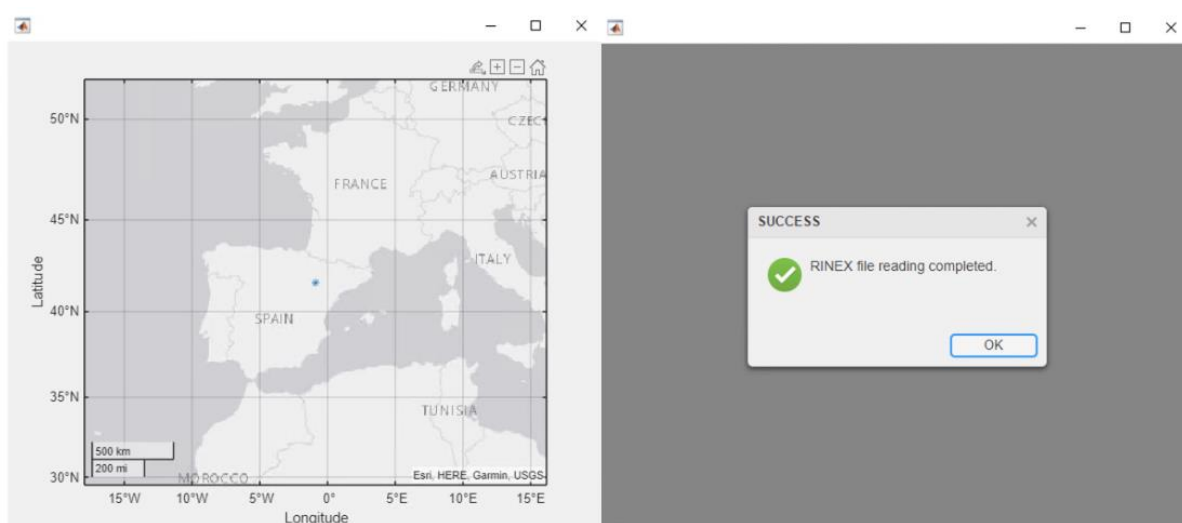 GERMANY
50°N
CZEC
FRANCE
AUSTRIA
45°N
ITALY
Latitude
40°N
SPAIN
35°N
TUNISIA
500 km
200 mi
30°N
MOROCCO
Esri, HERE, Garmin, USGS
15°W 10°W 5°W 0° 5°E 10°E 15°E
Longitude
SUCCESS
RINEX file reading completed.
OK